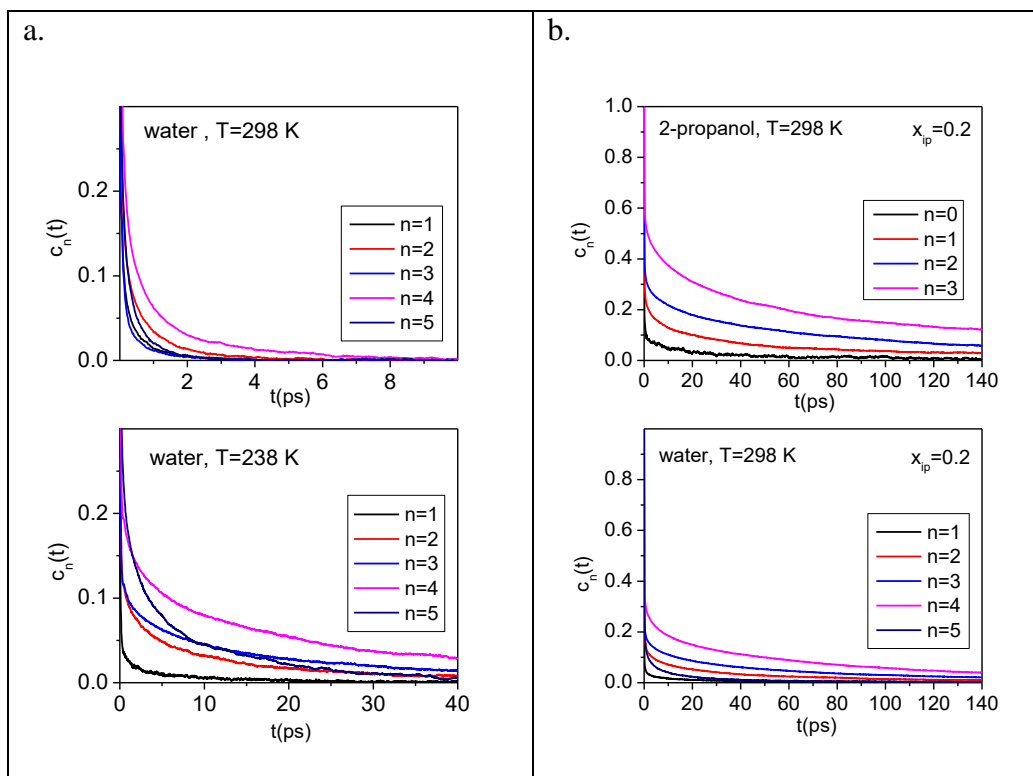 a.
water , T=298 K
n=1
n=2
n=3
n=4
n=5
c_n(t)
0.2
0.1
0.0
2 4 6 8
t(ps)
water, T=238 K
n=1
n=2
n=3
n=4
n=5
c_n(t)
0.2
0.1
0.0
0 10 20 30 40
t(ps)
b.
2-propanol, T=298 K x_ip=0.2
n=0
n=1
n=2
n=3
c_n(t)
1.0
0.8
0.6
0.4
0.2
0.0
0 20 40 60 80 100 120 140
t(ps)
water, T=298 K x_ip=0.2
n=1
n=2
n=3
n=4
n=5
c_n(t)
0.8
0.6
0.4
0.2
0.0
0 20 40 60 80 100 120 140
t(ps)